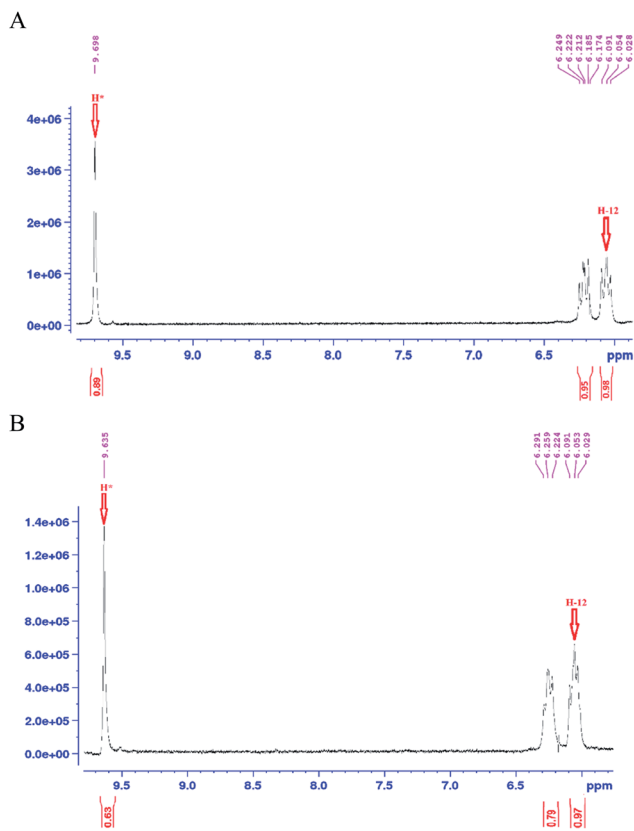 A
9.698
6.249
6.222
6.212
6.185
6.174
6.091
6.054
6.028
H*
H-12
4e+06
3e+06
2e+06
1e+06
0e+00
9.5 9.0 8.5 8.0 7.5 7.0 6.5 ppm
0.89 0.95 0.98
B
9.635
6.291
6.259
6.224
6.091
6.053
6.029
H*
H-12
1.4e+06
1.2e+06
1.0e+06
8.0e+05
6.0e+05
4.0e+05
2.0e+05
0.0e+00
9.5 9.0 8.5 8.0 7.5 7.0 6.5 ppm
0.63 0.79 0.97